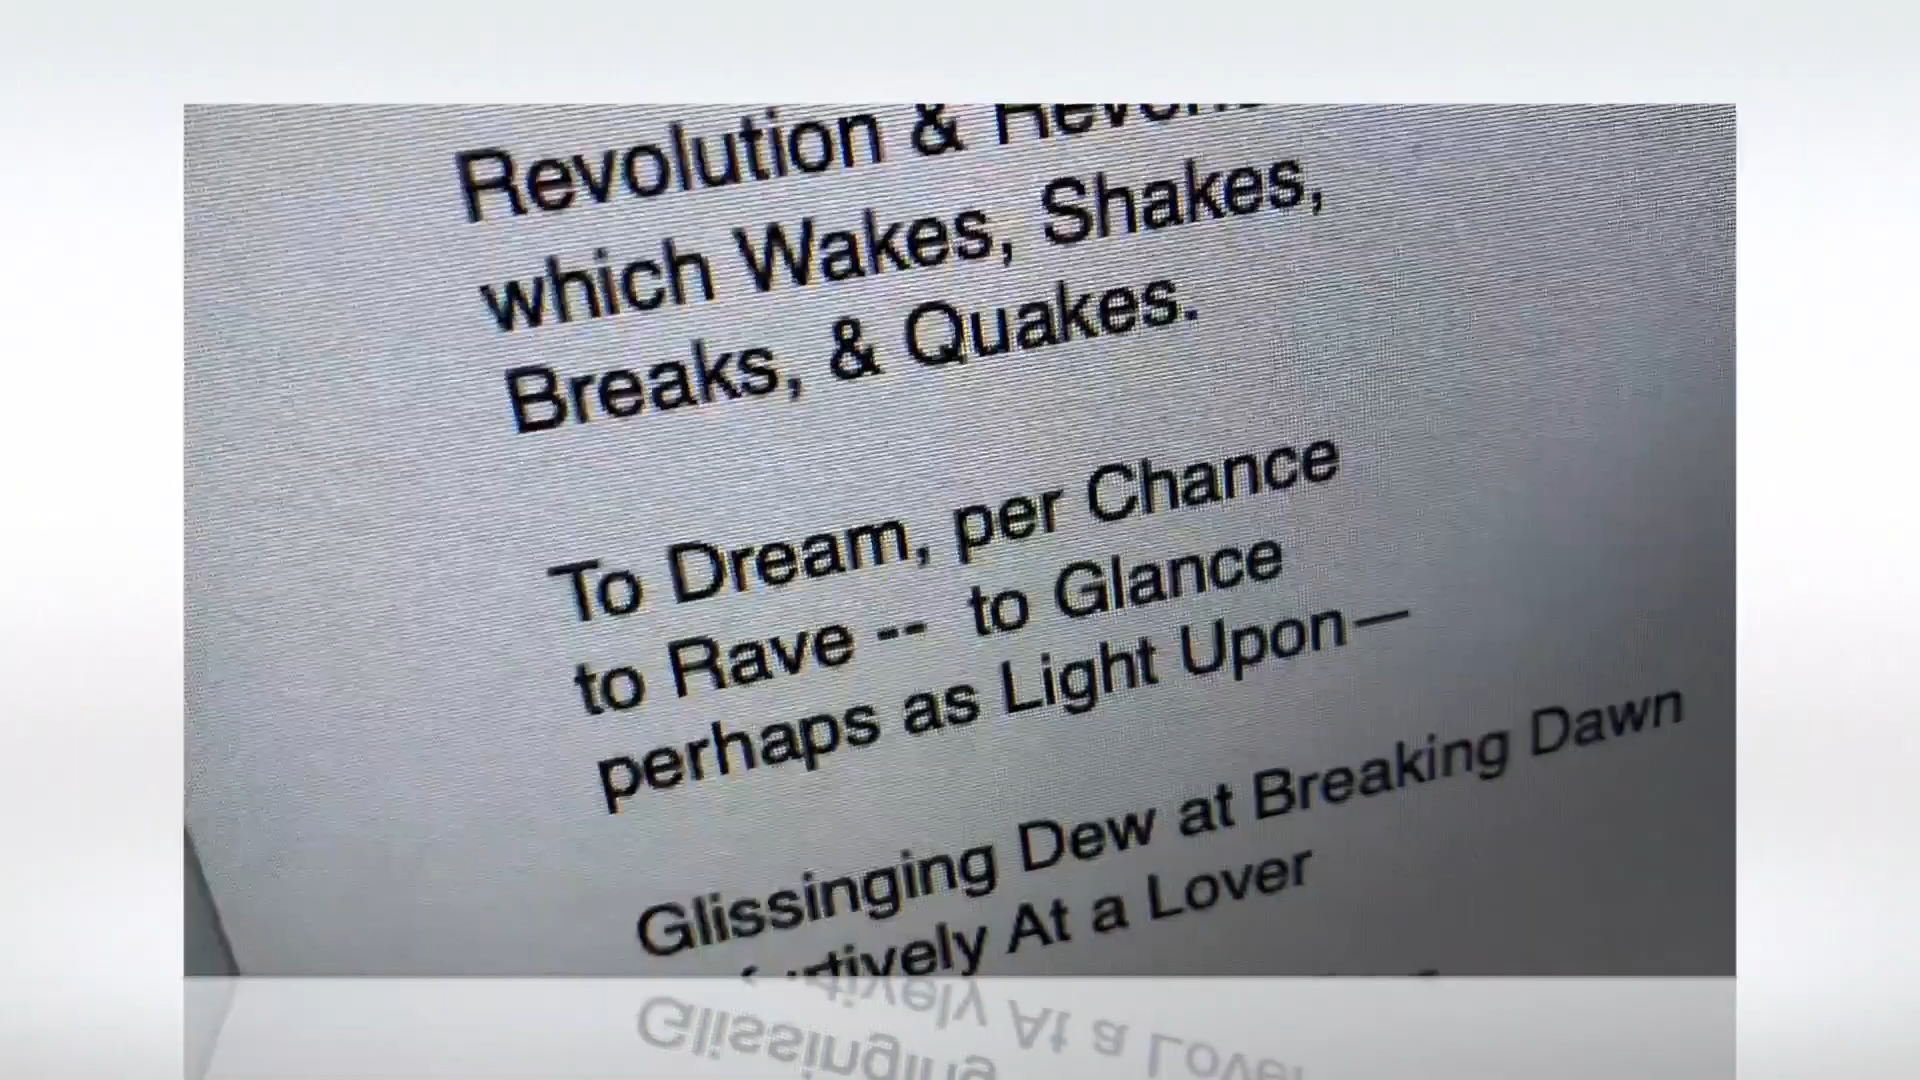 Revolution &
which Wakes, Shakes,
Breaks, & Quakes.
To Dream, per Chance
to Rave -- to Glance
perhaps as Light Upon—
Glissinging Dew at Breaking Dawn
At a Lover